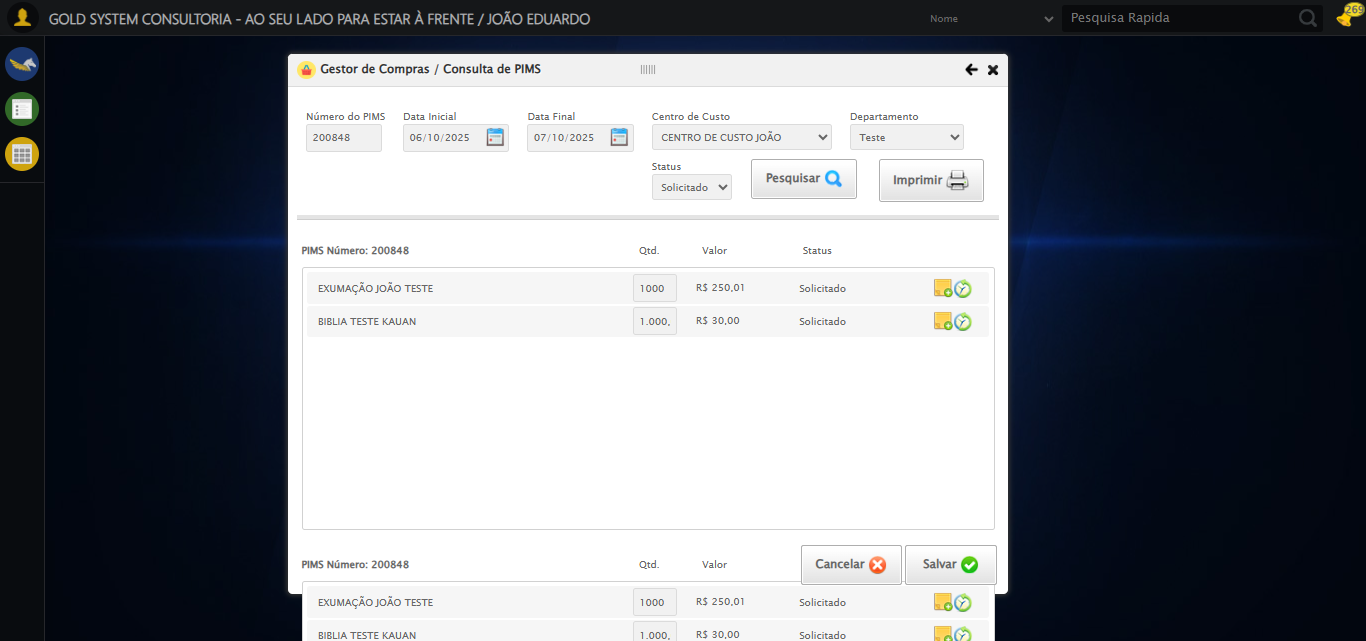 GOLD SYSTEM CONSULTORIA - AO SEU LADO PARA ESTAR À FRENTE / JOÃO EDUARDO
Nome
Pesquisa Rapida
269
Gestor de Compras / Consulta de PIMS
Número do PIMS Data Inicial Data Final Centro de Custo Departamento
200848 06/10/2025 07/10/2025 CENTRO DE CUSTO JOÃO Teste
Status
Solicitado Pesquisar Imprimir
PIMS Número: 200848 Qtd. Valor Status
EXUMAÇÃO JOÃO TESTE 1000 R$ 250,01 Solicitado
BIBLIA TESTE KAUAN 1.000, R$ 30,00 Solicitado
PIMS Número: 200848 Qtd. Valor Cancelar Salvar
EXUMAÇÃO JOÃO TESTE 1000 R$ 250,01 Solicitado
BIBLIA TESTE KAUAN 1.000, R$ 30,00 Solicitado